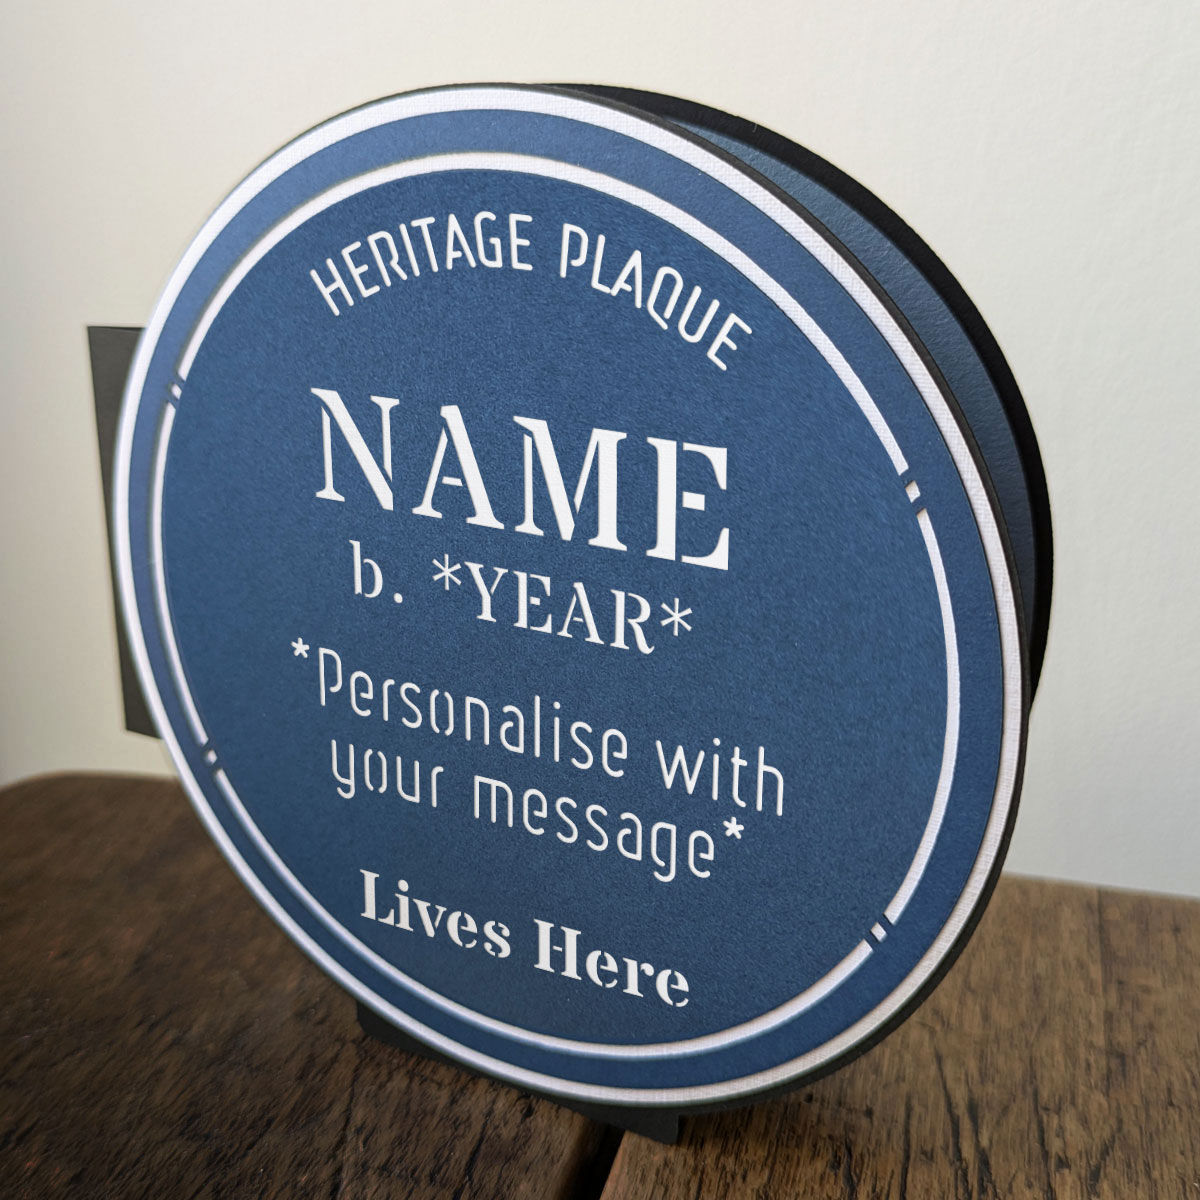 HERITAGE PLAQUE
NAME
b. *YEAR*
*Personalise with
your message*
Lives Here